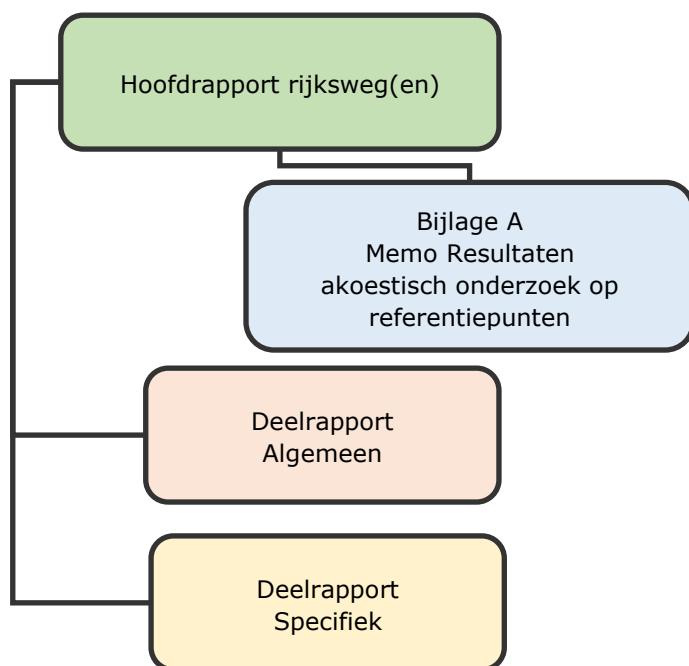 Hoofdrapport rijksweg(en)
Bijlage A
Memo Resultaten
akoestisch onderzoek op
referentiepunten
Deelrapport
Algemeen
Deelrapport
Specifiek